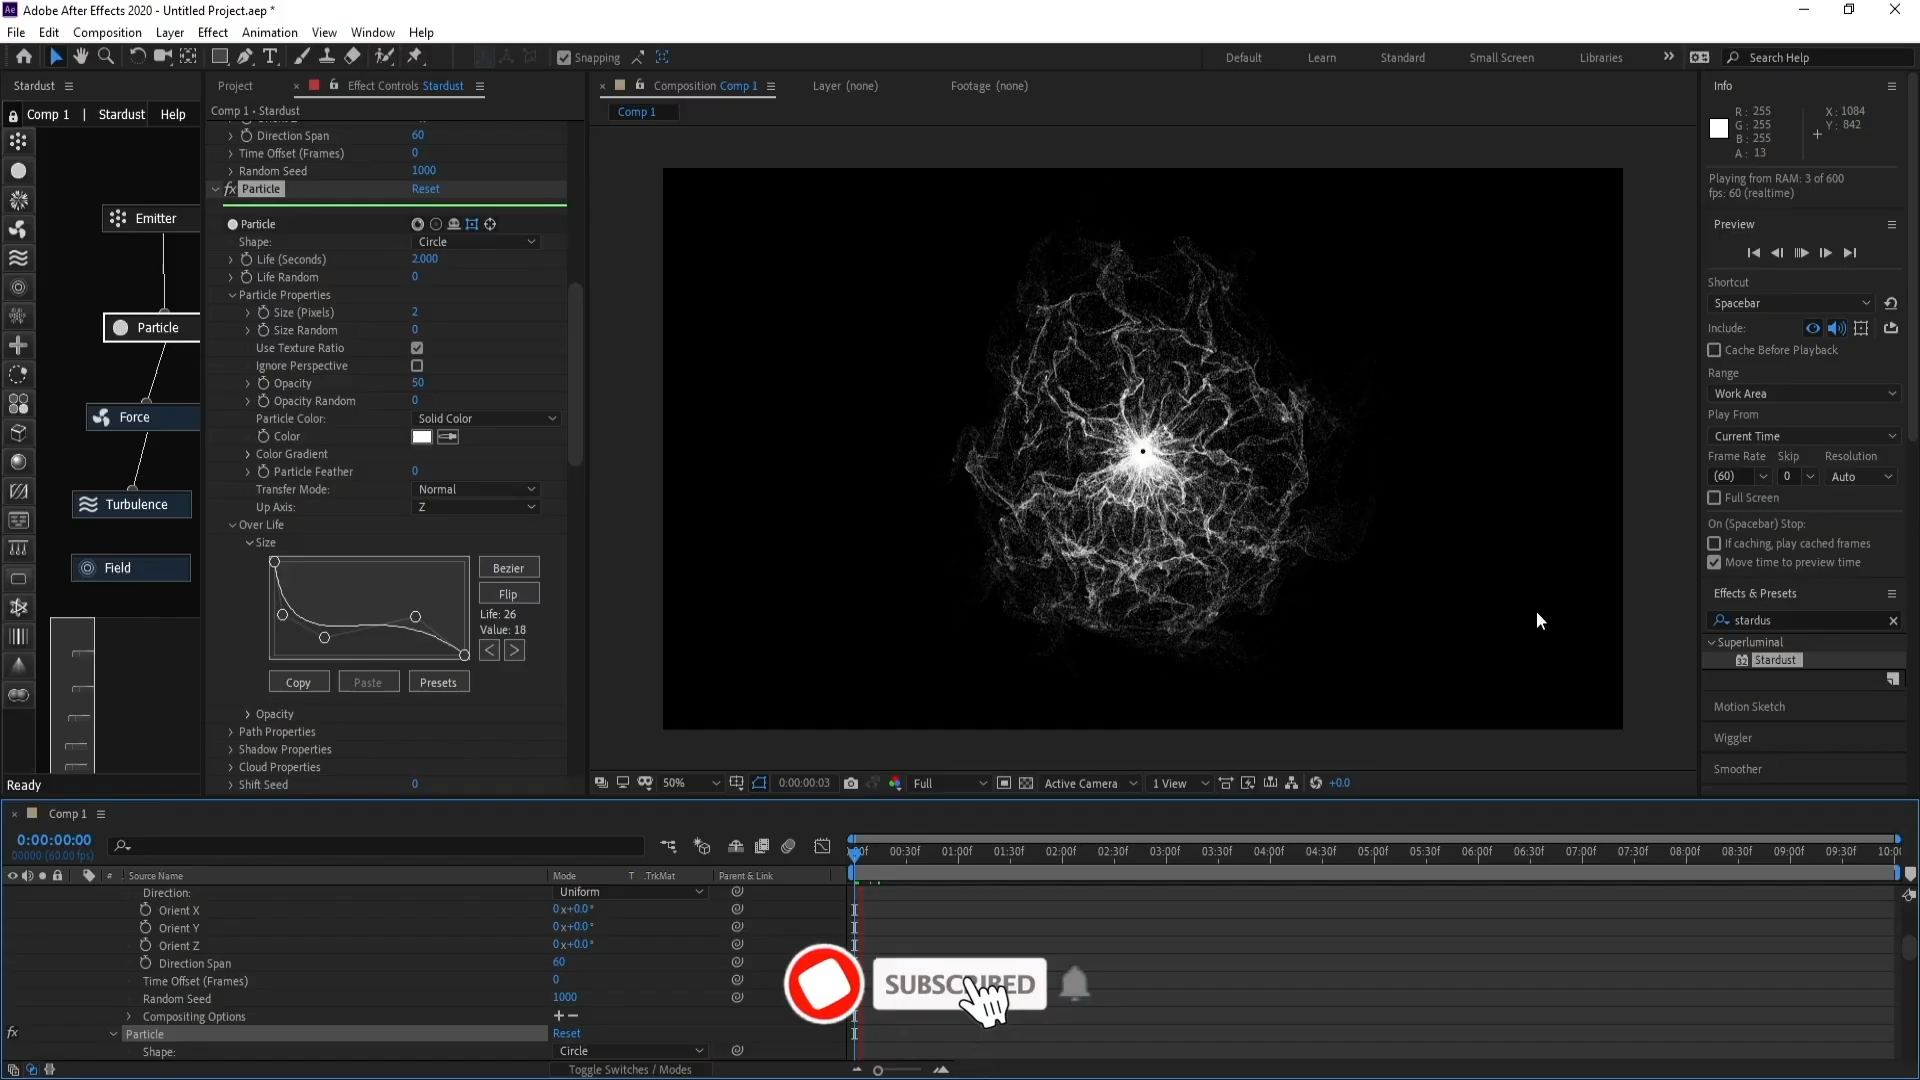 Adobe After Effects 2020 - Untitled Project.aep *
File Edit Composition Layer Effect Animation View Window Help
Snapping
Default Learn Standard Small Screen Libraries
Search Help
Stardust
Comp 1 | Stardust Help
Emitter
Particle
Force
Turbulence
Field
Ready
Project
Effect Controls Stardust
Comp 1 • Stardust
Direction Span 60
Time Offset (Frames) 0
Random Seed 1000
fx Particle Reset
Particle
Shape: Circle
Life (Seconds) 2.000
Life Random 0
Particle Properties
Size (Pixels) 2
Size Random 0
Use Texture Ratio
Ignore Perspective
Opacity 50
Opacity Random 0
Particle Color: Solid Color
Color
Color Gradient
Particle Feather 0
Transfer Mode: Normal
Up Axis: Z
Over Life
Size
Bezier
Flip
Life: 26
Value: 18
< >
Copy Paste Presets
Opacity
Path Properties
Shadow Properties
Cloud Properties
Shift Seed 0
Composition Comp 1
Layer (none)
Footage (none)
Comp 1
50% 0:00:00:03 Full Active Camera 1 View +0.0
Info
R: 255
G: 255
B: 255
A: 13
X: 1084
Y: 842
Playing from RAM: 3 of 600
fps: 60 (realtime)
Preview
Shortcut
Spacebar
Include:
Cache Before Playback
Range
Work Area
Play From
Current Time
Frame Rate Skip Resolution
(60) 0 Auto
Full Screen
On (Spacebar) Stop:
If caching, play cached frames
Move time to preview time
Effects & Presets
stardus
Superluminal
32 Stardust
Motion Sketch
Wiggler
Smoother
Comp 1
0:00:00:00
00000 (60.00 fps)
00:30f 01:00f 01:30f 02:00f 02:30f 03:00f 03:30f 04:00f 04:30f 05:00f 05:30f 06:00f 06:30f 07:00f 07:30f 08:00f 08:30f 09:00f 09:30f
# Source Name Mode T .TrkMat Parent & Link
Direction: Uniform
Orient X 0x+0.0°
Orient Y 0x+0.0°
Orient Z 0x+0.0°
Direction Span 60
Time Offset (Frames) 0
Random Seed 1000
Compositing Options + −
fx Particle Reset
Shape: Circle
Toggle Switches / Modes
SUBSCRIBED